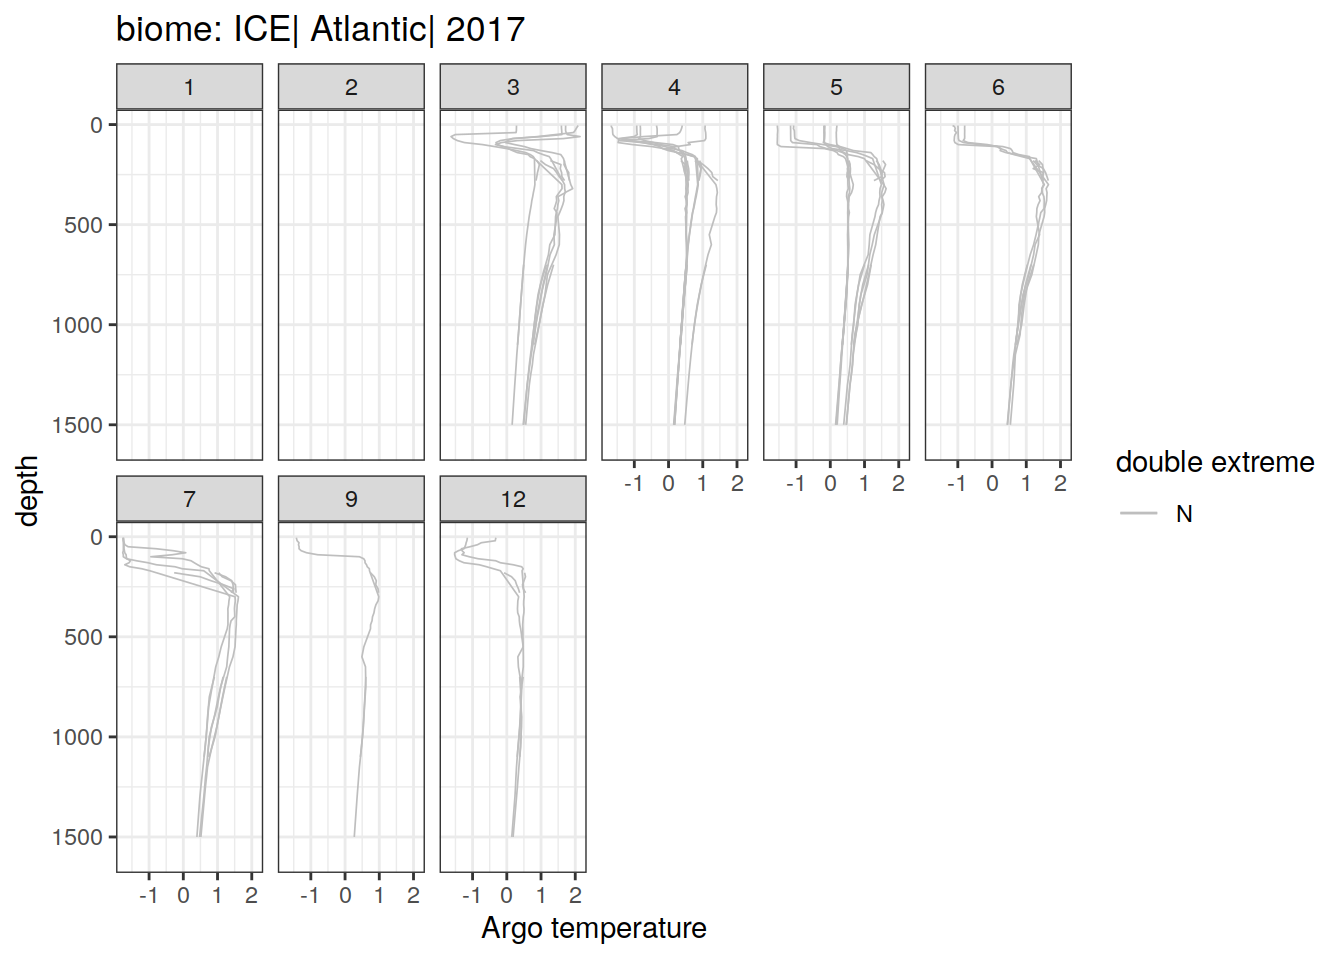 biome: ICE| Atlantic| 2017
1 2 3 4 5 6
0
500
1000
1500
-1 0 1 2 -1 0 1 2 -1 0 1 2
depth
double extreme
N
7 9 12
0
500
1000
1500
-1 0 1 2 -1 0 1 2 -1 0 1 2
Argo temperature